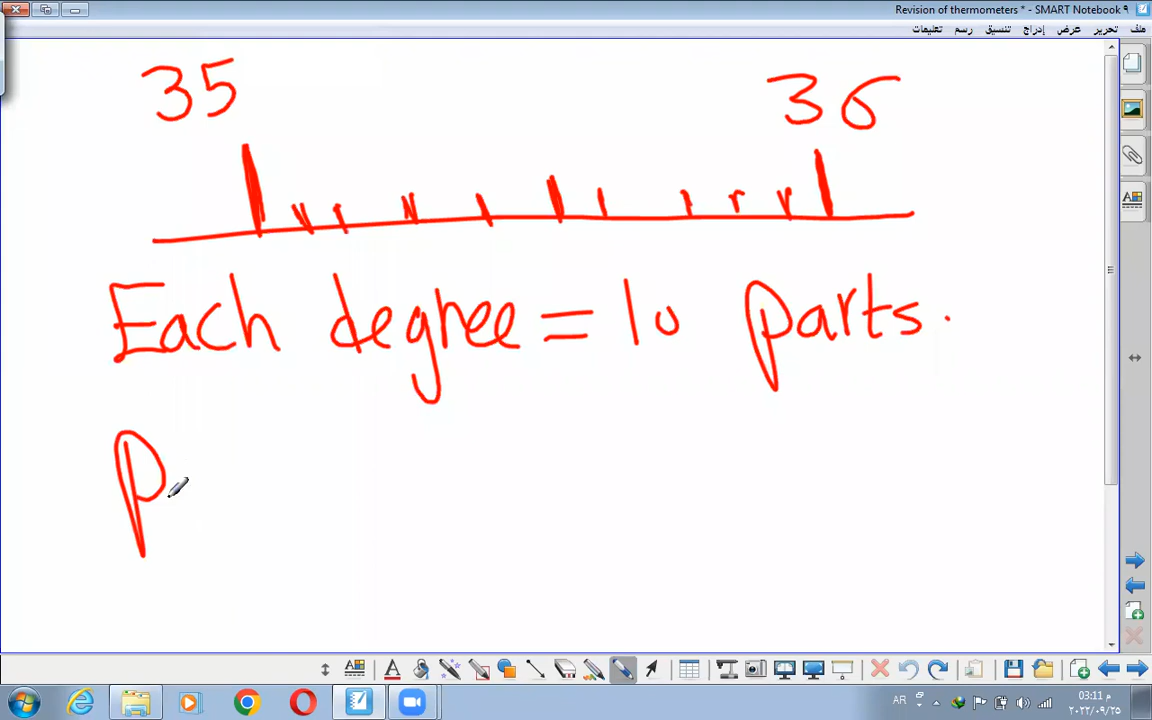 Revision of thermometers * - SMART Notebook ٩
ملف تحرير عرض إدراج تنسيق رسم تعليمات
35 36
Each degree = 10 parts.
P
AR
03:11 م
٢٠٢٢/٠٩/٢٥